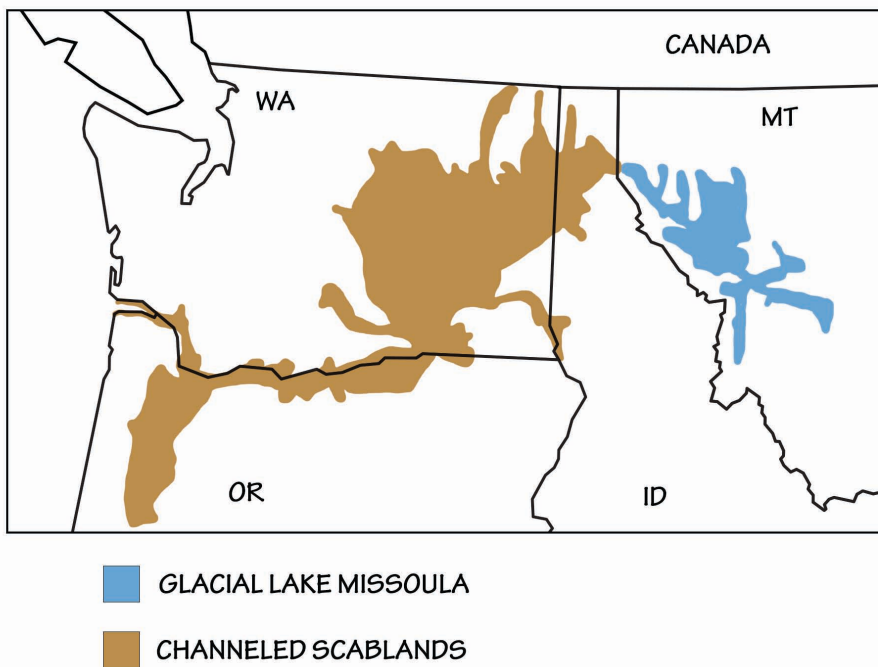 CANADA
WA
MT
OR
ID
GLACIAL LAKE MISSOULA
CHANNELED SCABLANDS